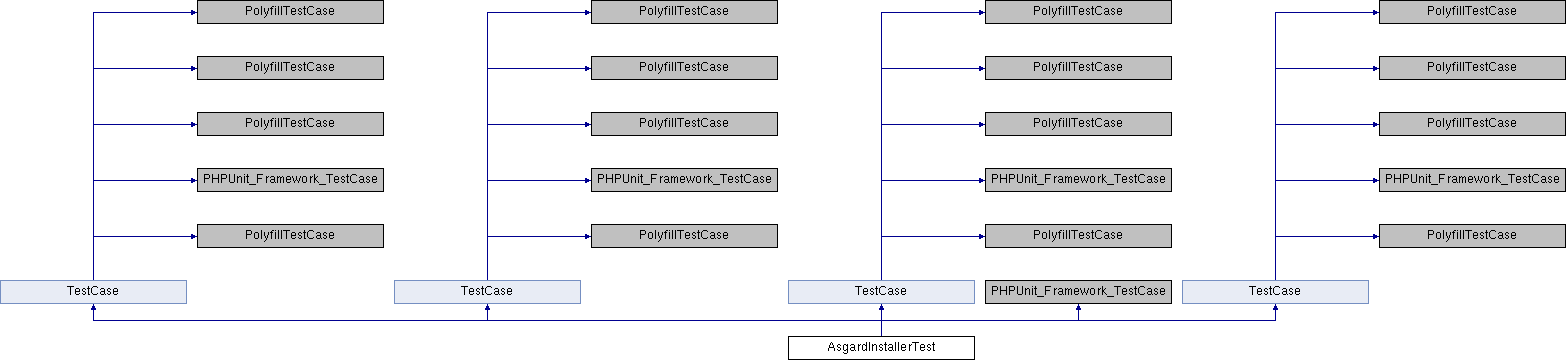 PolyfillTestCase PolyfillTestCase PolyfillTestCase PolyfillTestCase
PolyfillTestCase PolyfillTestCase PolyfillTestCase PolyfillTestCase
PolyfillTestCase PolyfillTestCase PolyfillTestCase PolyfillTestCase
PHPUnit_Framework_TestCase PHPUnit_Framework_TestCase PHPUnit_Framework_TestCase PHPUnit_Framework_TestCase
PolyfillTestCase PolyfillTestCase PolyfillTestCase PolyfillTestCase
TestCase TestCase TestCase PHPUnit_Framework_TestCase TestCase
AsgardInstallerTest